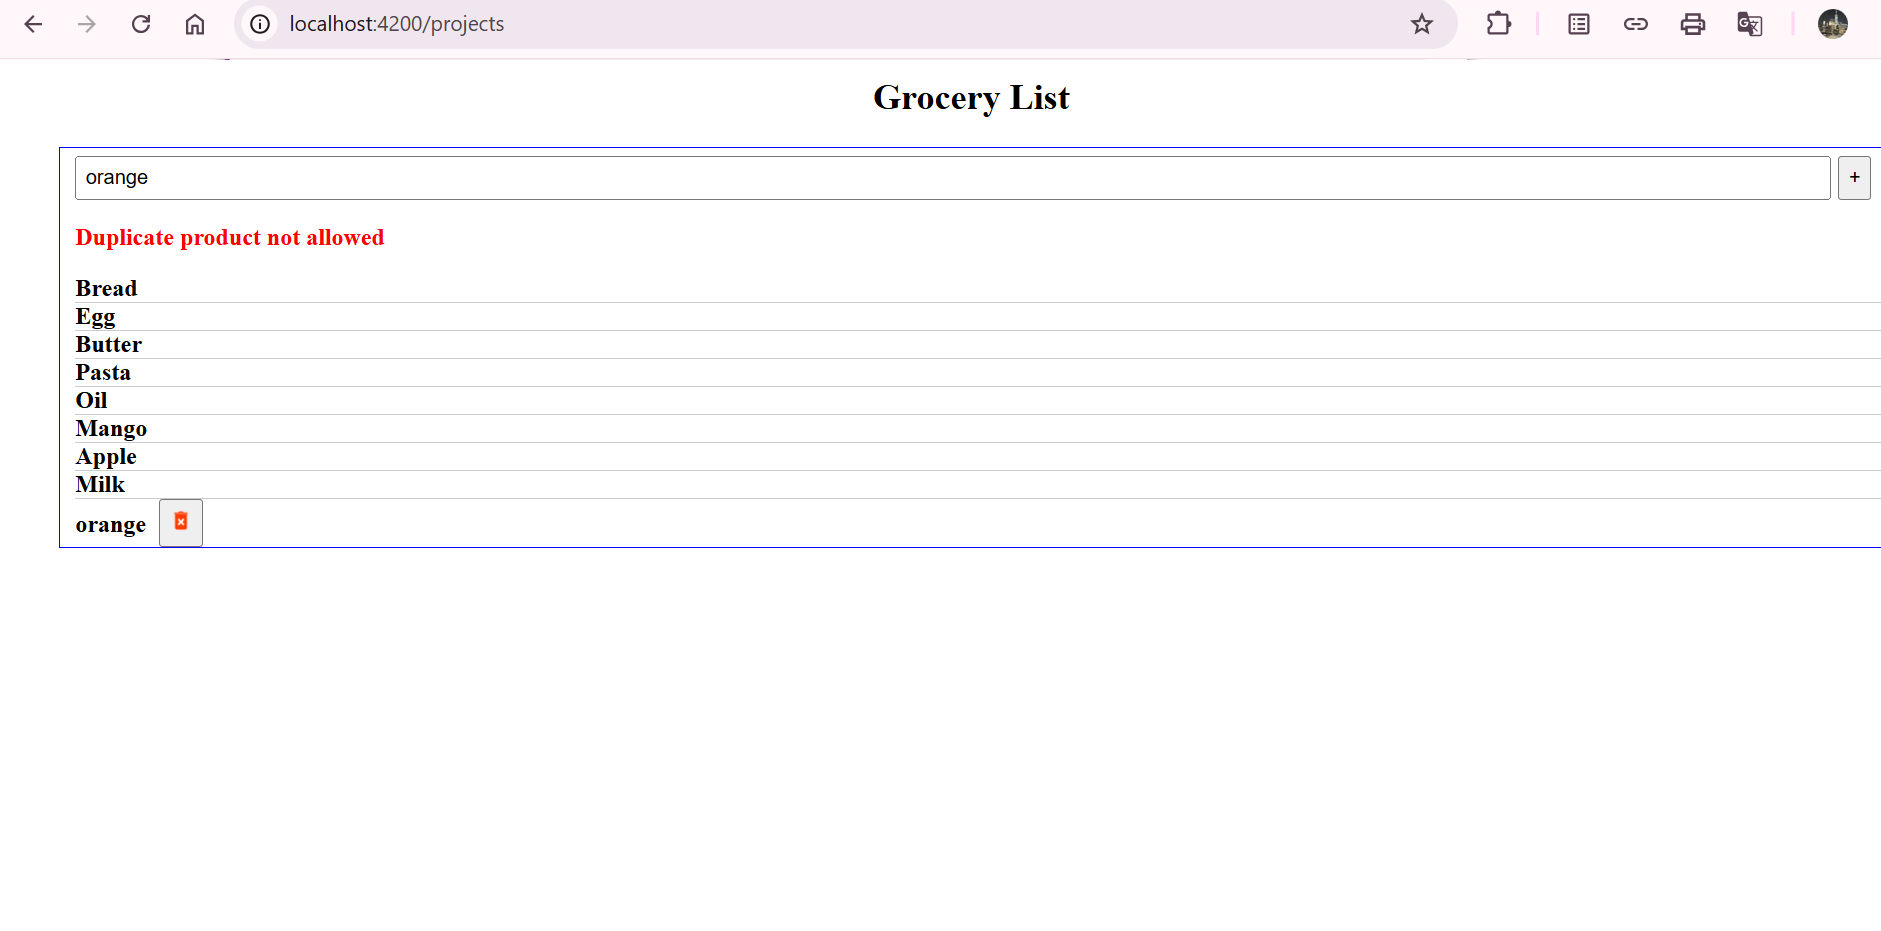 localhost:4200/projects
Grocery List
orange
+
Duplicate product not allowed
Bread
Egg
Butter
Pasta
Oil
Mango
Apple
Milk
orange